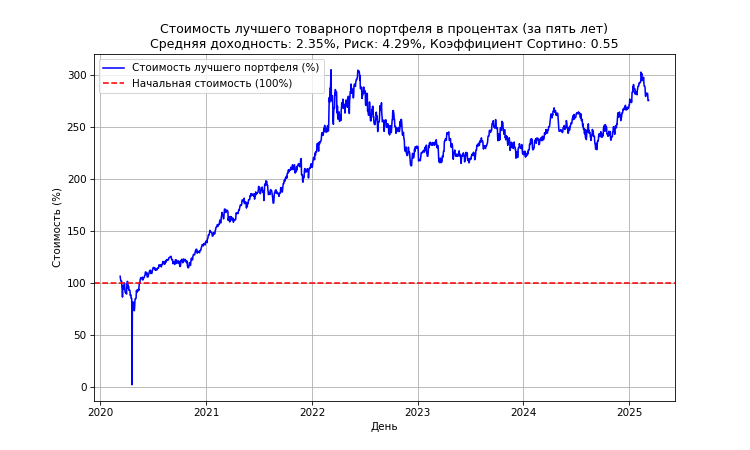 Стоимость лучшего товарного портфеля в процентах (за пять лет)
Средняя доходность: 2.35%, Риск: 4.29%, Коэффициент Сортино: 0.55
Стоимость лучшего портфеля (%)
Начальная стоимость (100%)
Стоимость (%)
300
250
200
150
100
50
0
2020
2021
2022
2023
2024
2025
День